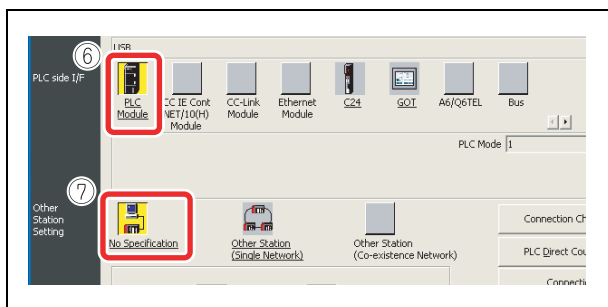 USB
⑥
PLC side I/F
PLC
Module
CC IE Cont
NET/10(H)
Module
CC-Link
Module
Ethernet
Module
C24
GOT
A6/Q6TEL
Bus
PLC Mode 1
⑦
Other
Station
Setting
No Specification
Other Station
(Single Network)
Other Station
(Co-existence Network)
Connection Ch
PLC Direct Cou
Connecti